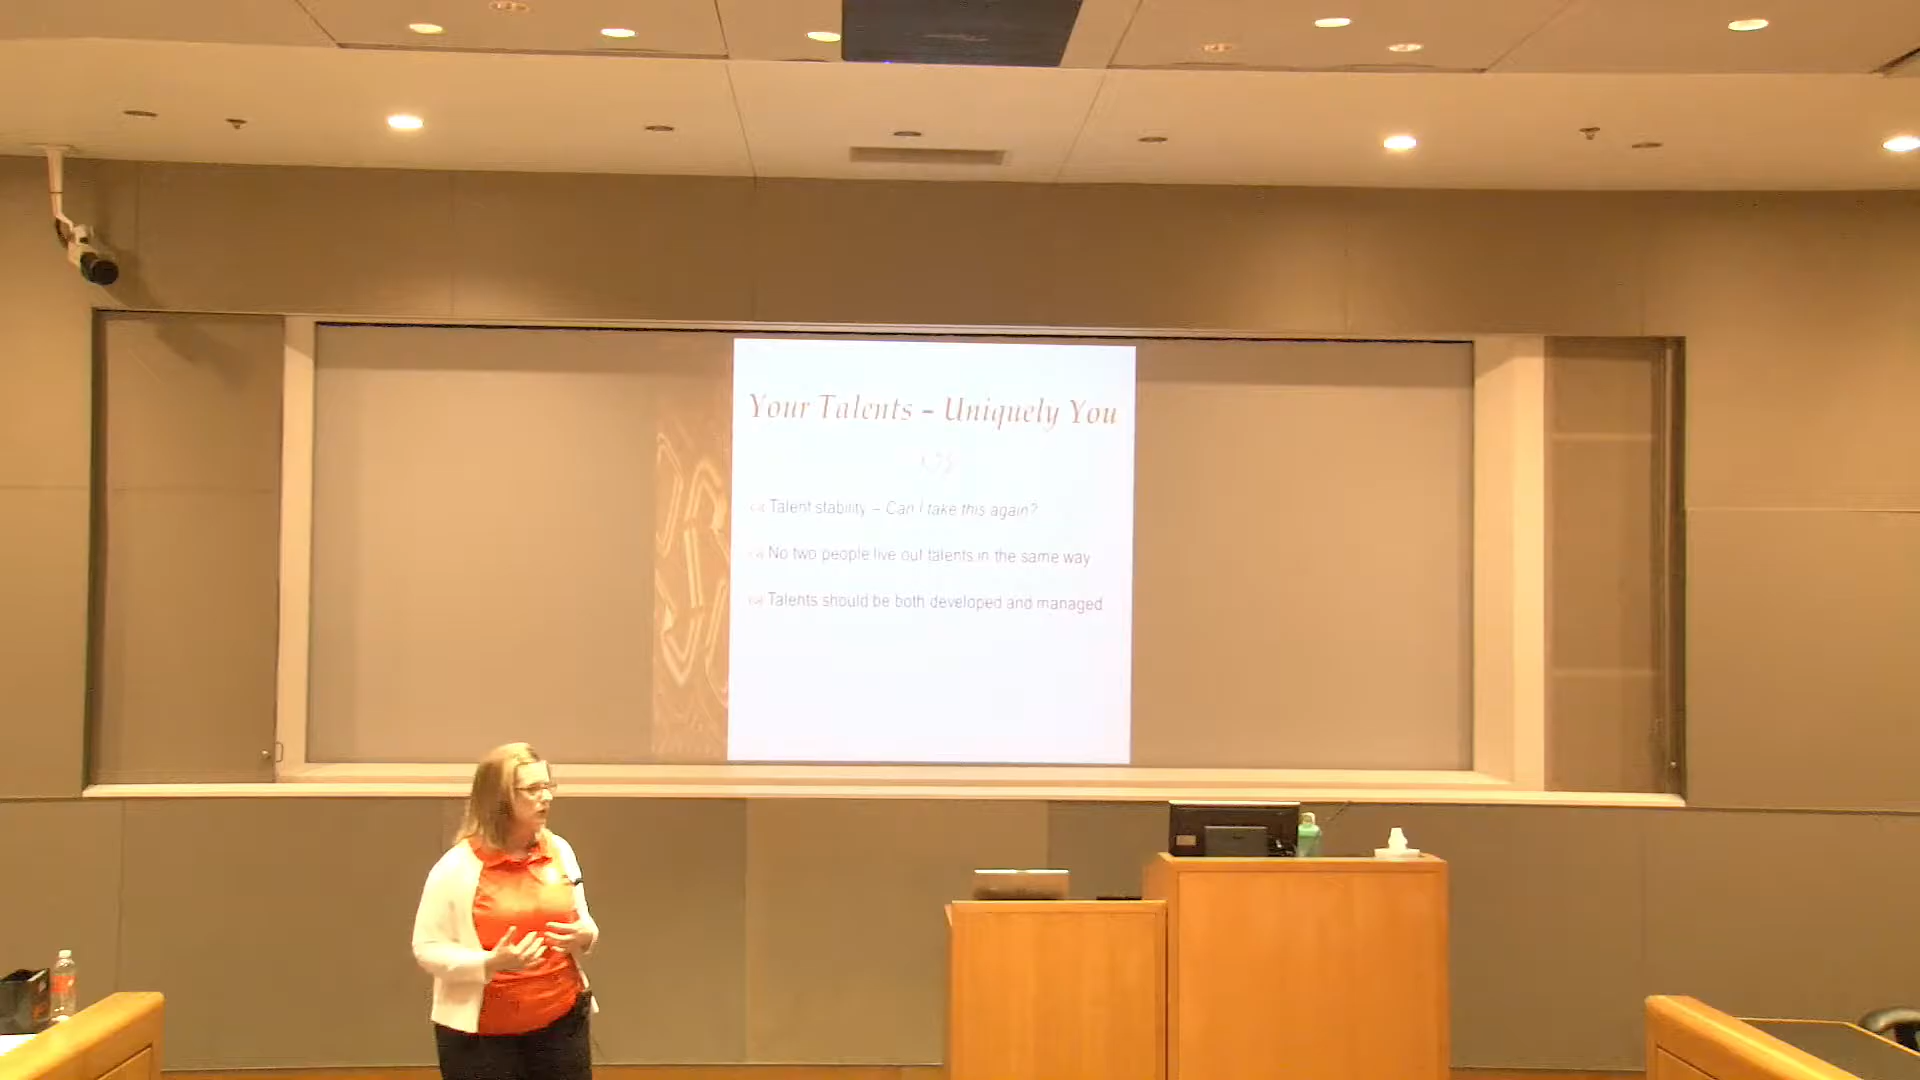 Your Talents – Uniquely You
Talent stability – Can I take this again?
No two people live out talents in the same way
Talents should be both developed and managed